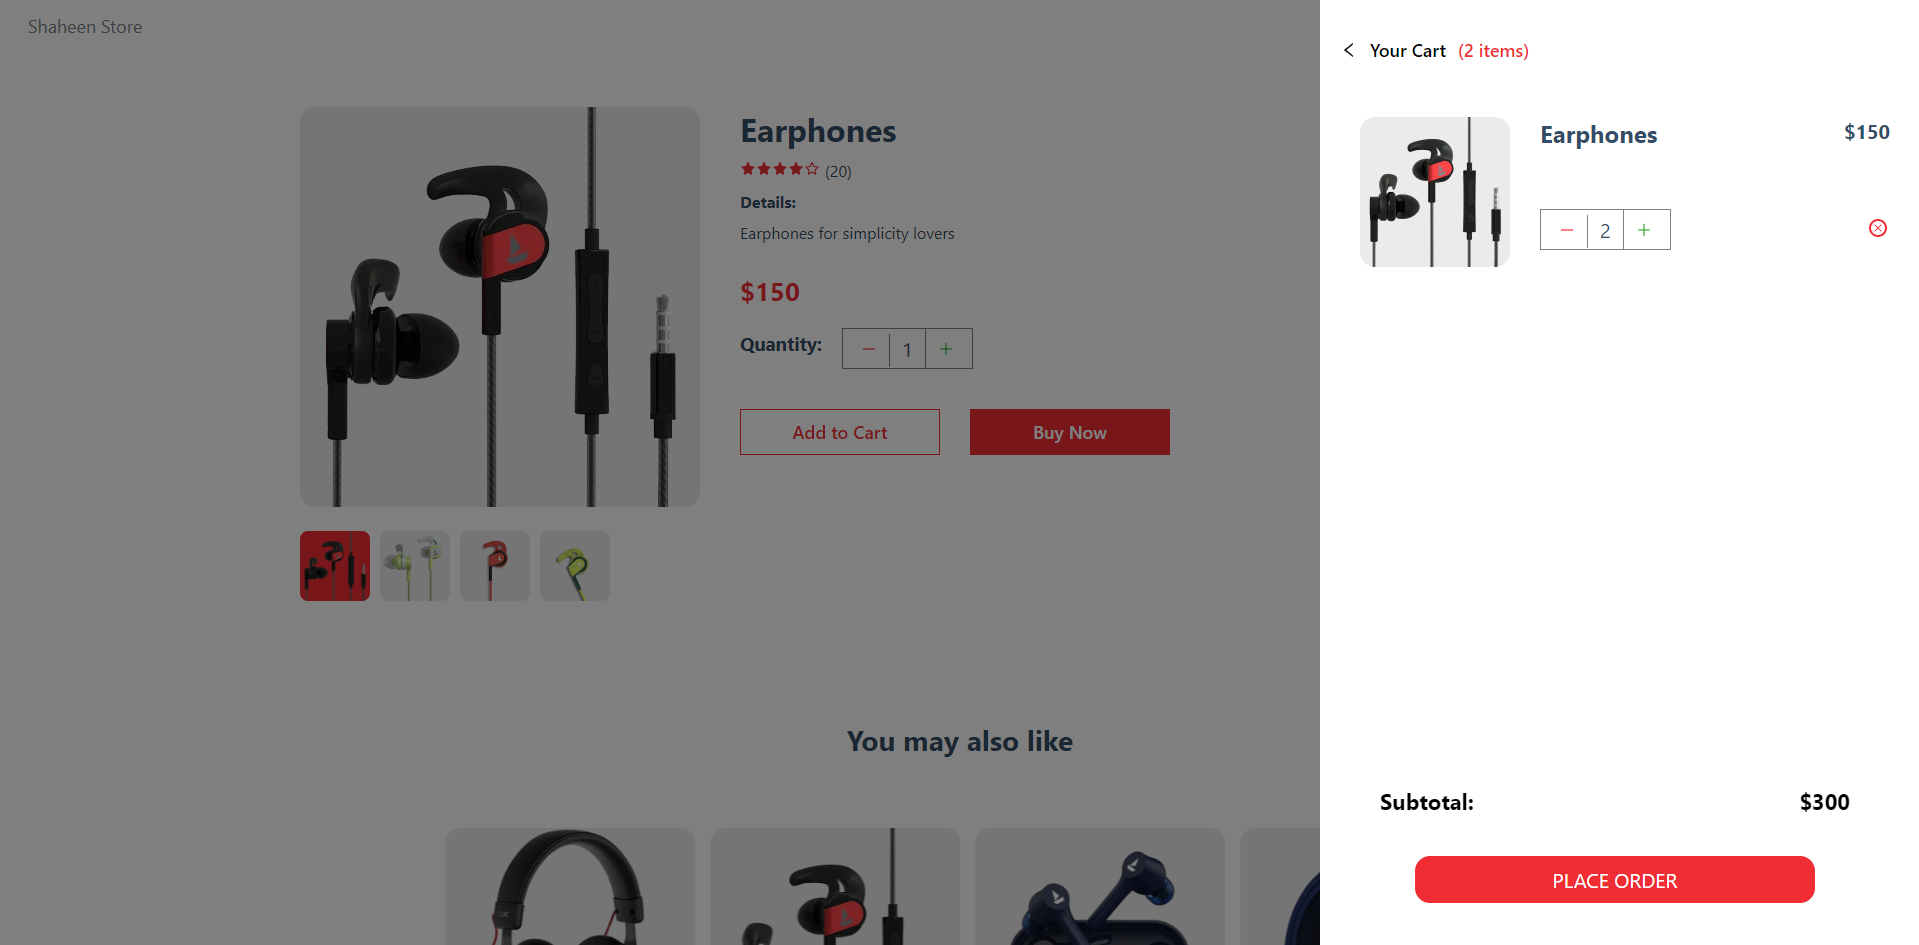 Shaheen Store
Earphones
(20)
Details:
Earphones for simplicity lovers
$150
Quantity:
1
Add to Cart
Buy Now
You may also like
Your Cart (2 items)
Earphones
$150
2
Subtotal:
$300
PLACE ORDER